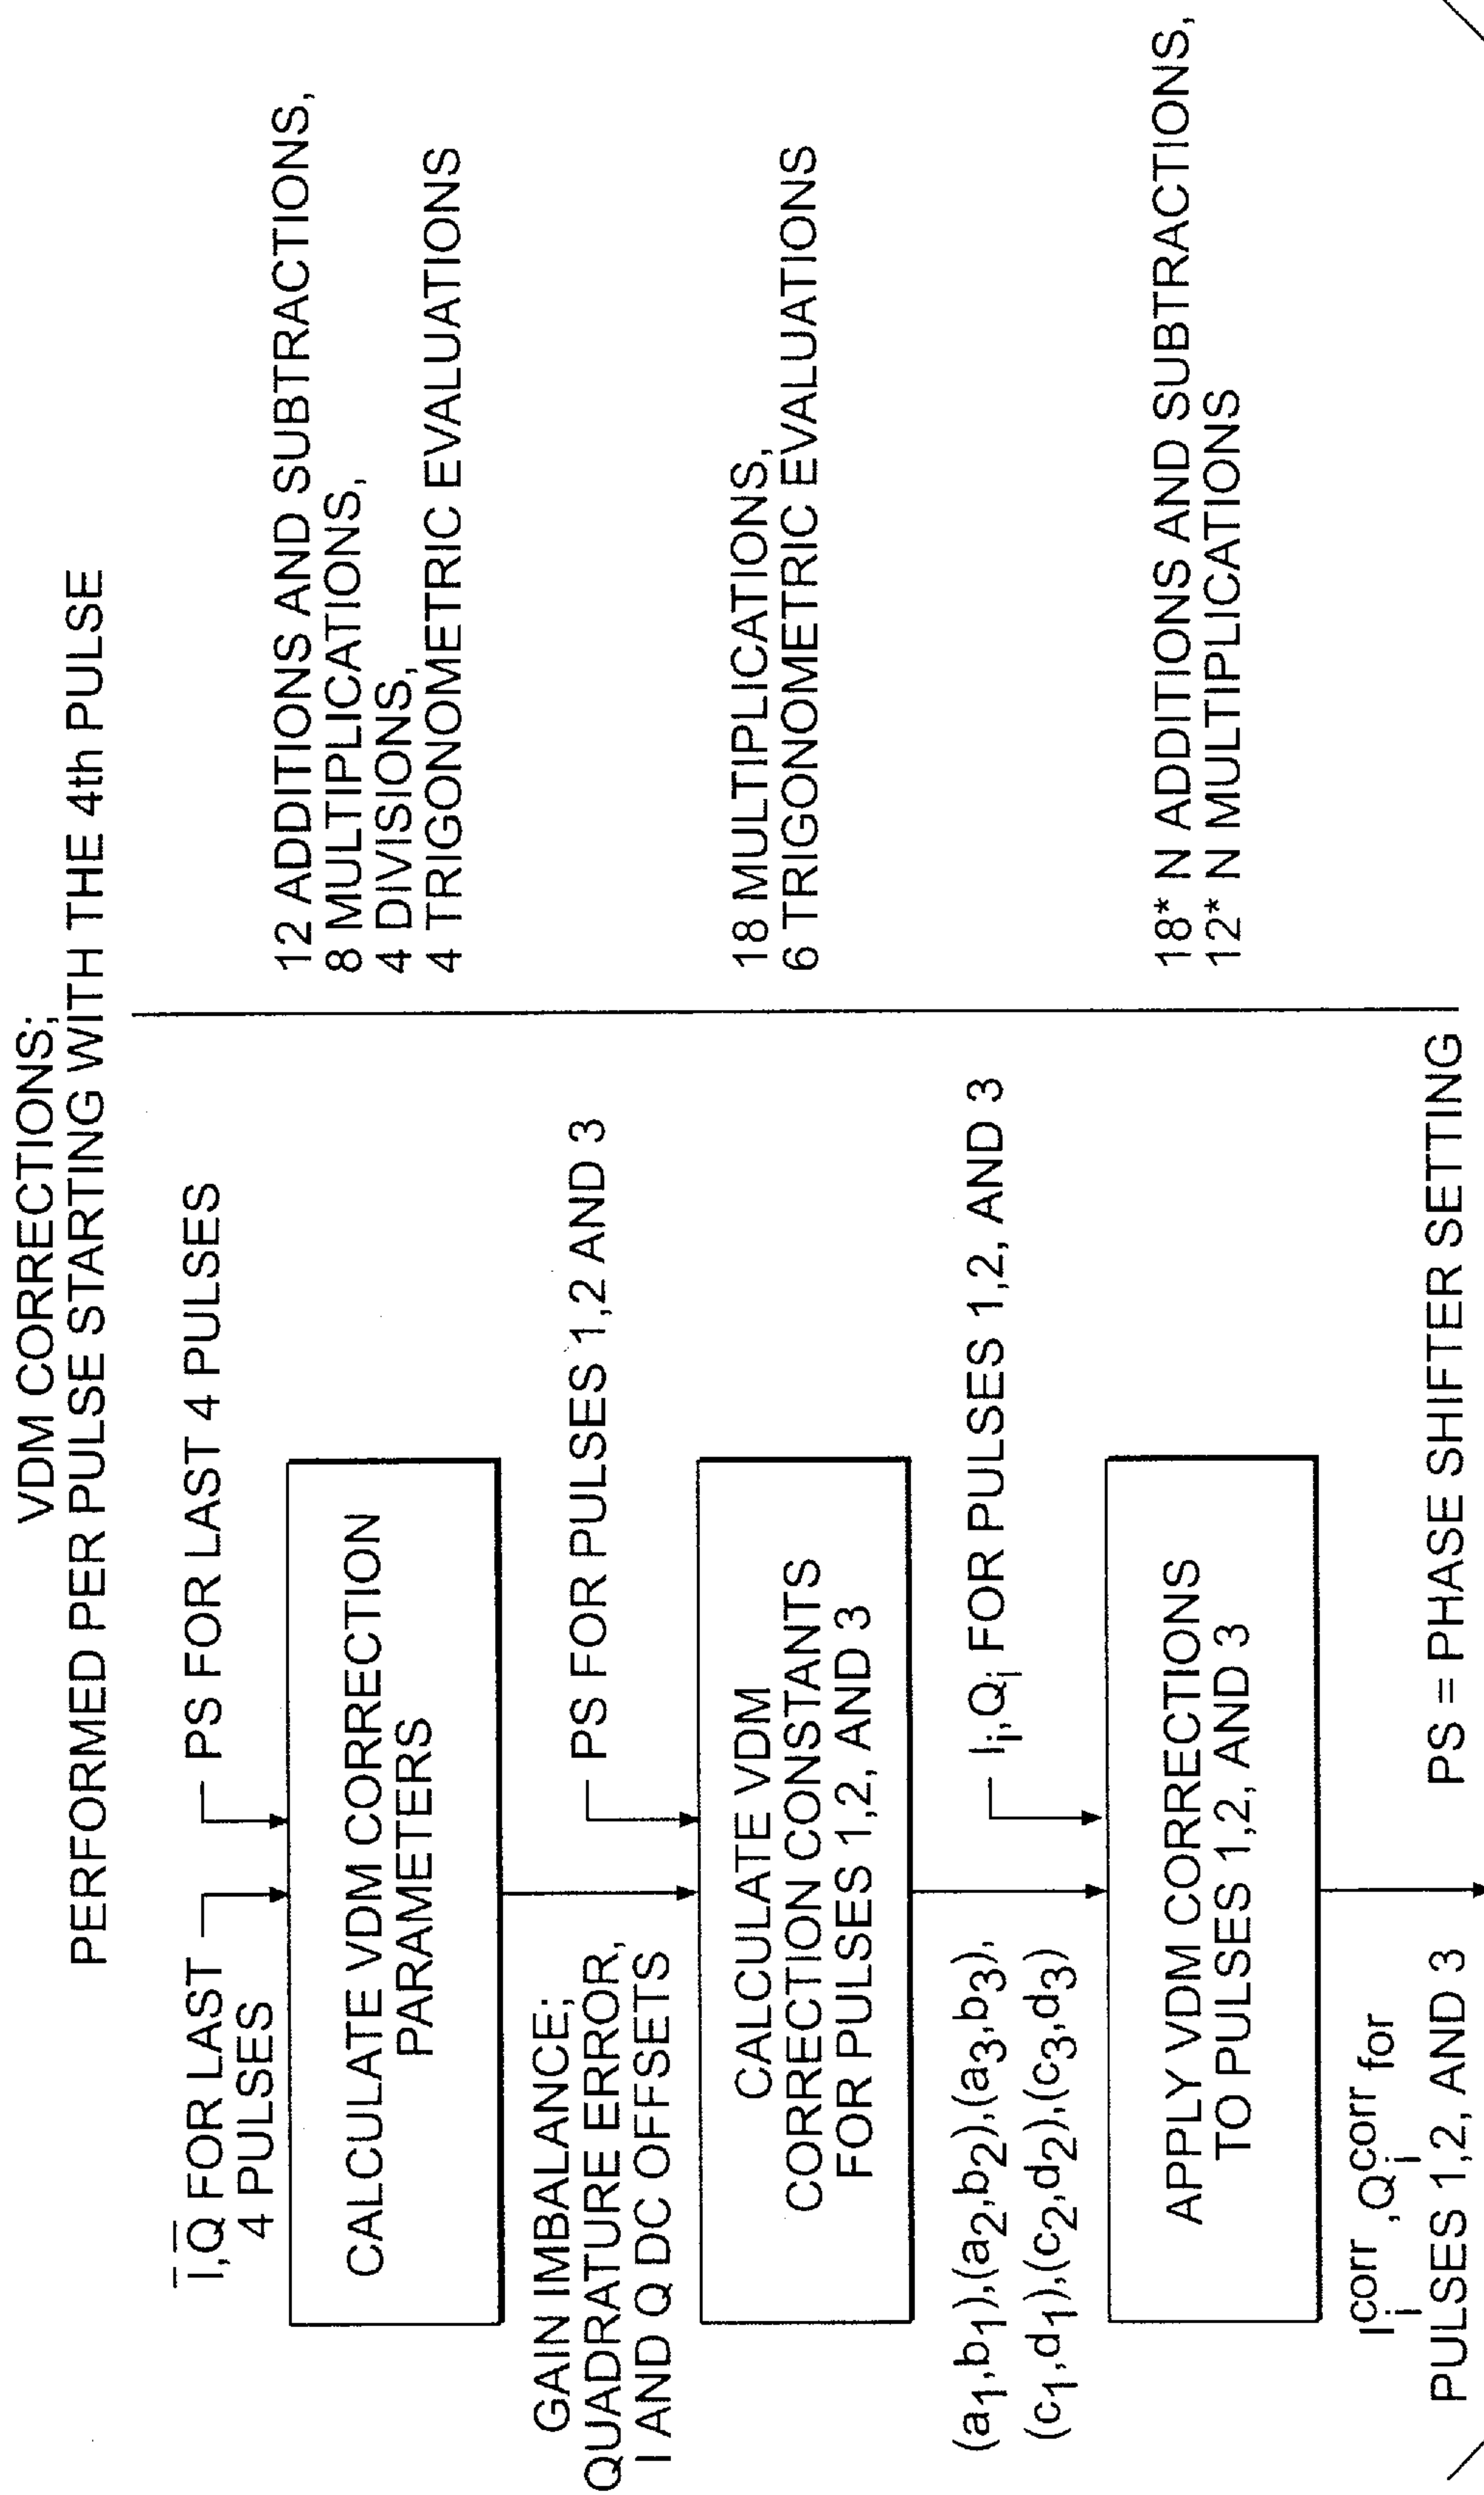 VDM CORRECTIONS;
PERFORMED PER PULSE STARTING WITH THE 4th PULSE
I̅,Q̅ FOR LAST
4 PULSES
PS FOR LAST 4 PULSES
CALCULATE VDM CORRECTION
PARAMETERS
12 ADDITIONS AND SUBTRACTIONS,
8 MULTIPLICATIONS,
4 DIVISIONS,
4 TRIGONOMETRIC EVALUATIONS
GAIN IMBALANCE;
QUADRATURE ERROR,
I AND Q DC OFFSETS
PS FOR PULSES 1,2 AND 3
CALCULATE VDM
CORRECTION CONSTANTS
FOR PULSES 1,2, AND 3
18 MULTIPLICATIONS,
6 TRIGONOMETRIC EVALUATIONS
(a₁,b₁),(a₂,b₂),(a₃,b₃),
(c₁,d₁),(c₂,d₂),(c₃,d₃)
Iᵢ,Qᵢ FOR PULSES 1,2, AND 3
APPLY VDM CORRECTIONS
TO PULSES 1,2, AND 3
18* N ADDITIONS AND SUBTRACTIONS,
12* N MULTIPLICATIONS
Iᵢcorr ,Qᵢcorr for
PULSES 1,2, AND 3
PS = PHASE SHIFTER SETTING